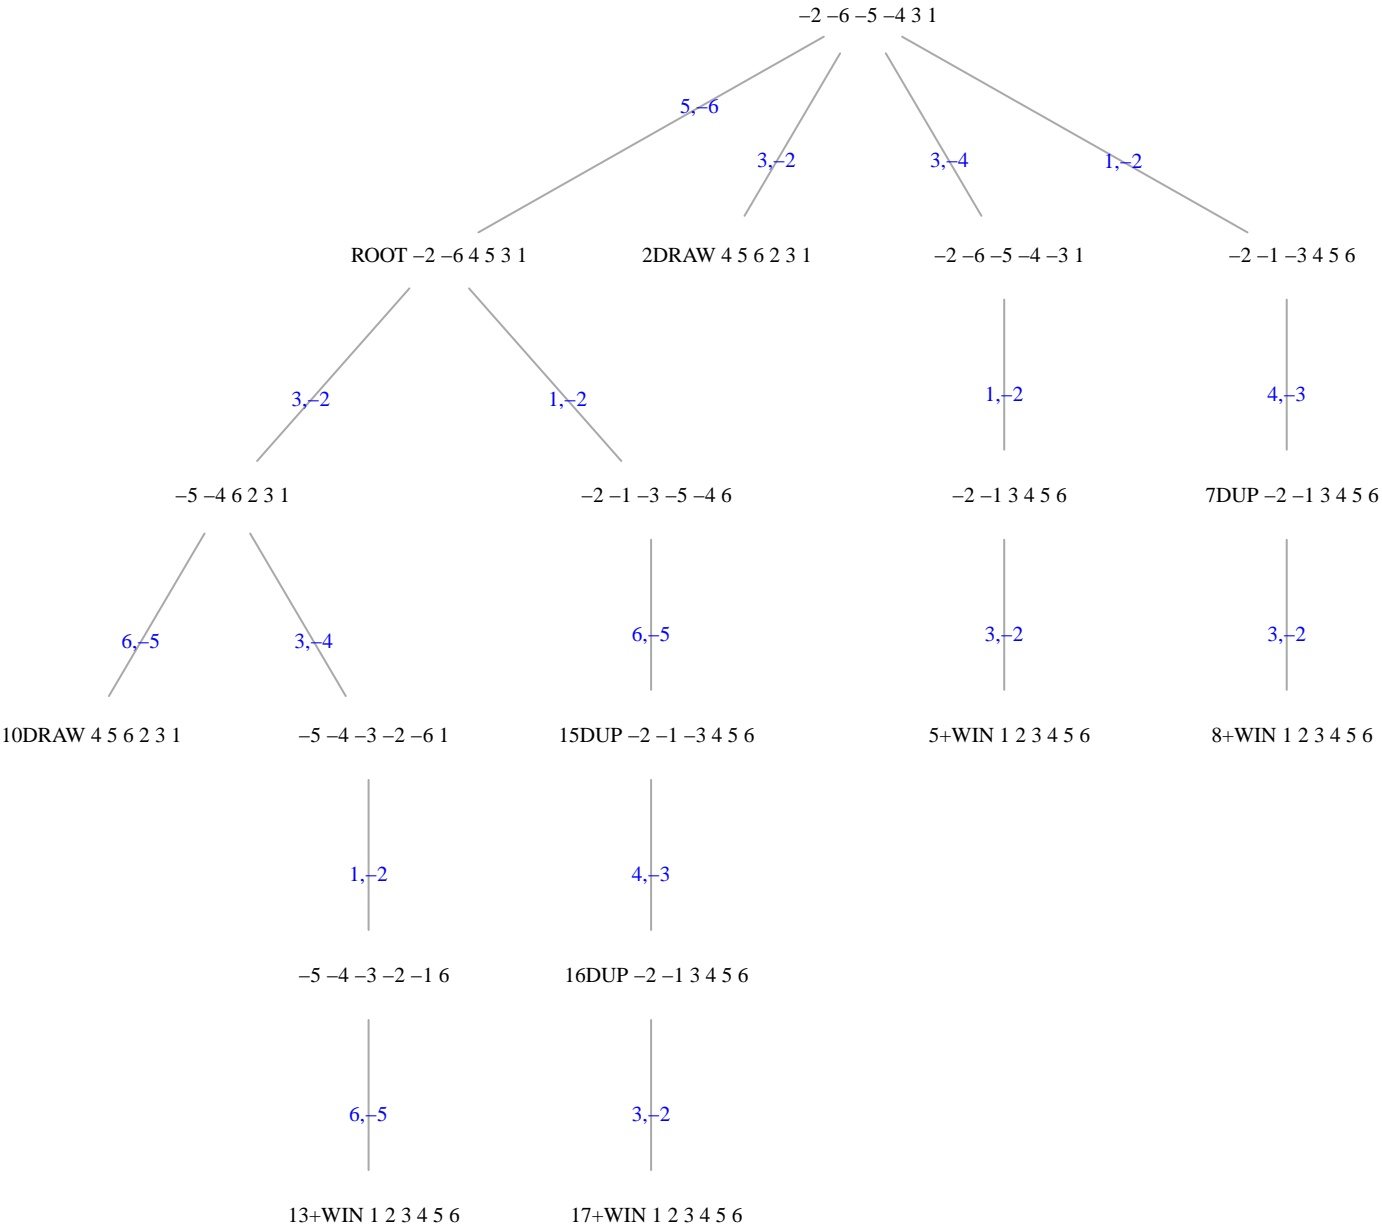 −2 −6 −5 −4 3 1
5,−6
3,−2
3,−4
1,−2
ROOT −2 −6 4 5 3 1
2DRAW 4 5 6 2 3 1
−2 −6 −5 −4 −3 1
−2 −1 −3 4 5 6
3,−2
1,−2
1,−2
4,−3
−5 −4 6 2 3 1
−2 −1 −3 −5 −4 6
−2 −1 3 4 5 6
7DUP −2 −1 3 4 5 6
6,−5
3,−4
6,−5
3,−2
3,−2
10DRAW 4 5 6 2 3 1
−5 −4 −3 −2 −6 1
15DUP −2 −1 −3 4 5 6
5+WIN 1 2 3 4 5 6
8+WIN 1 2 3 4 5 6
1,−2
4,−3
−5 −4 −3 −2 −1 6
16DUP −2 −1 3 4 5 6
6,−5
3,−2
13+WIN 1 2 3 4 5 6
17+WIN 1 2 3 4 5 6